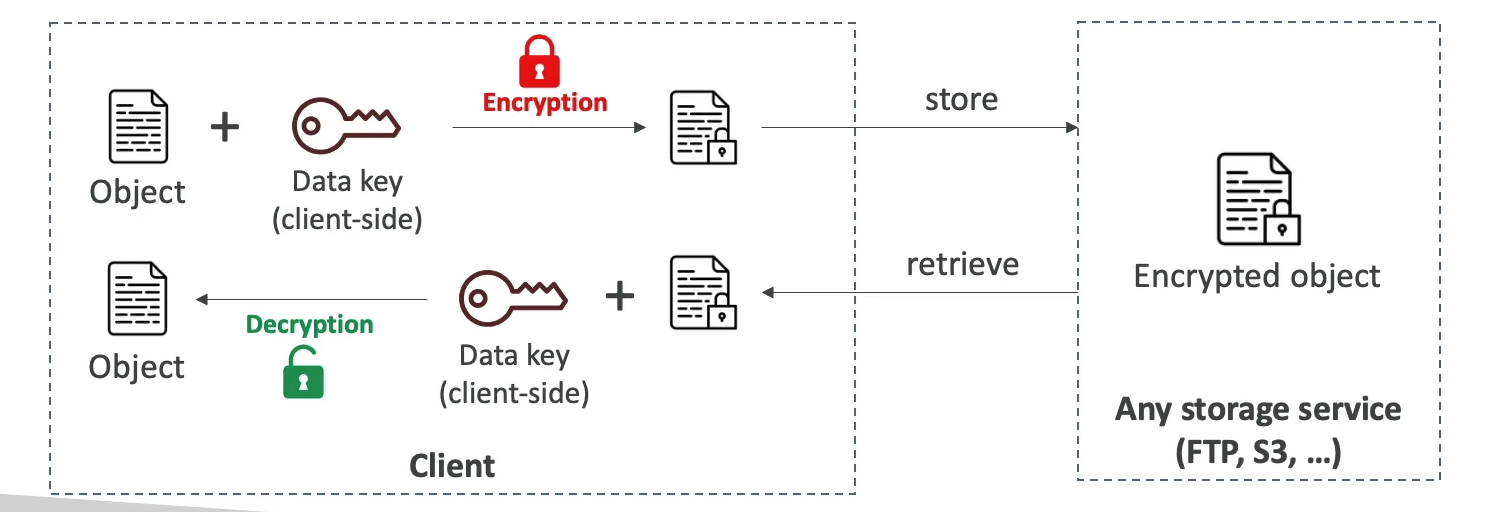 Encryption
Object
+
Data key
(client-side)
store
Object
Decryption
Data key
(client-side)
+
retrieve
Encrypted object
Client
Any storage service
(FTP, S3, ...)